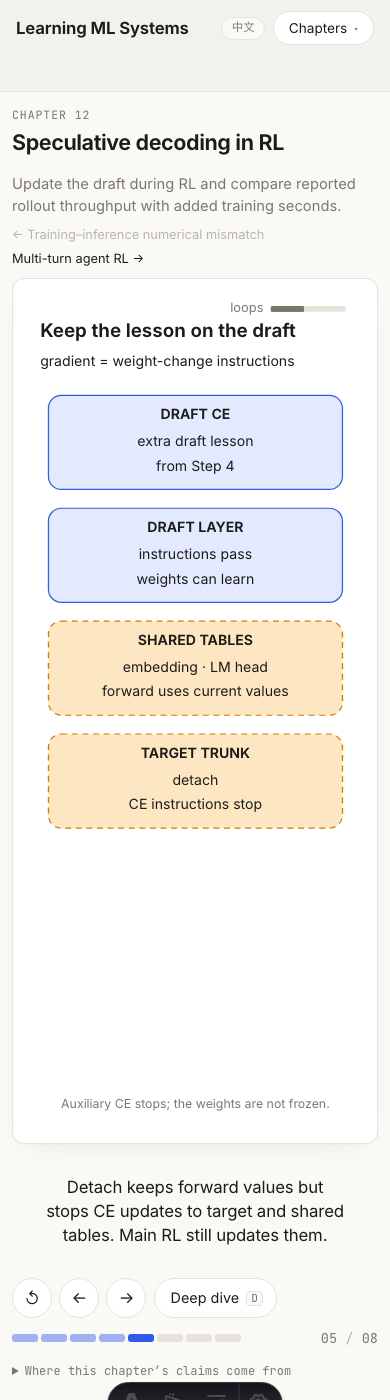 Learning ML Systems
中文
Chapters
CHAPTER 12
Speculative decoding in RL
Update the draft during RL and compare reported
rollout throughput with added training seconds.
← Training–inference numerical mismatch
Multi-turn agent RL →
loops
Keep the lesson on the draft
gradient = weight-change instructions
DRAFT CE
extra draft lesson
from Step 4
DRAFT LAYER
instructions pass
weights can learn
SHARED TABLES
embedding · LM head
forward uses current values
TARGET TRUNK
detach
CE instructions stop
Auxiliary CE stops; the weights are not frozen.
Detach keeps forward values but
stops CE updates to target and shared
tables. Main RL still updates them.
Deep dive D
05 / 08
Where this chapter’s claims come from